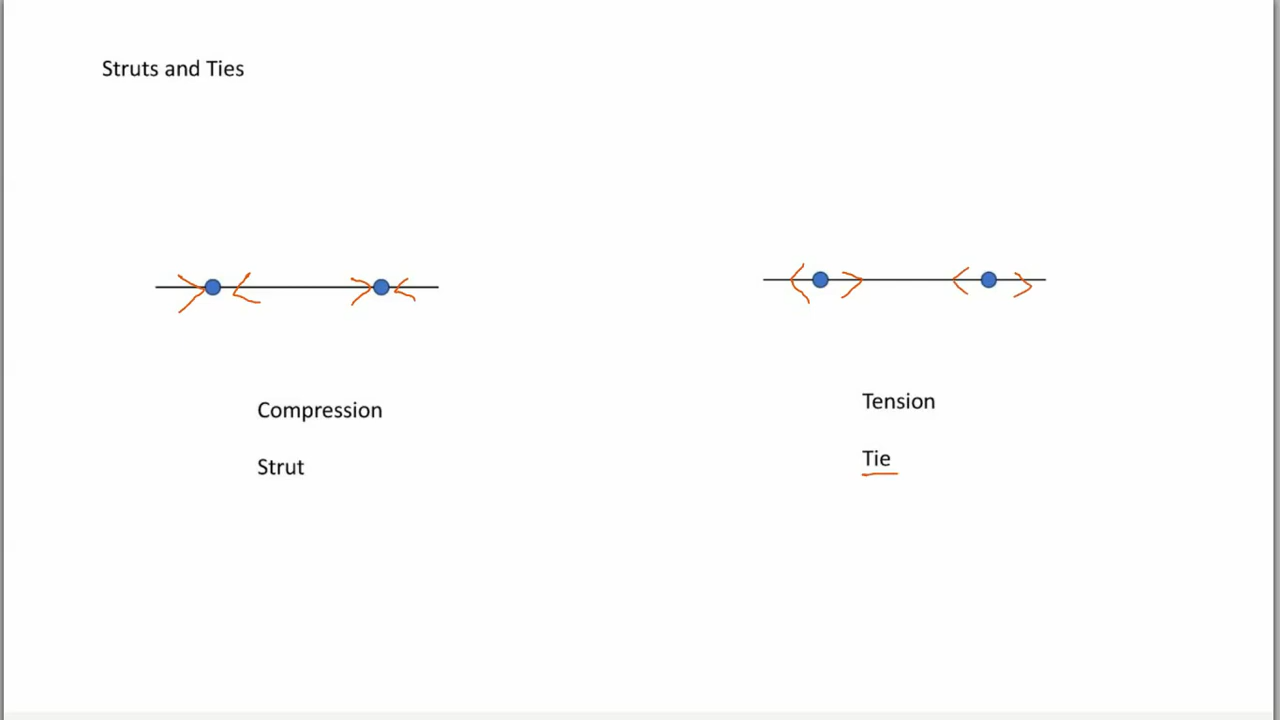 Struts and Ties
Compression
Strut
Tension
Tie